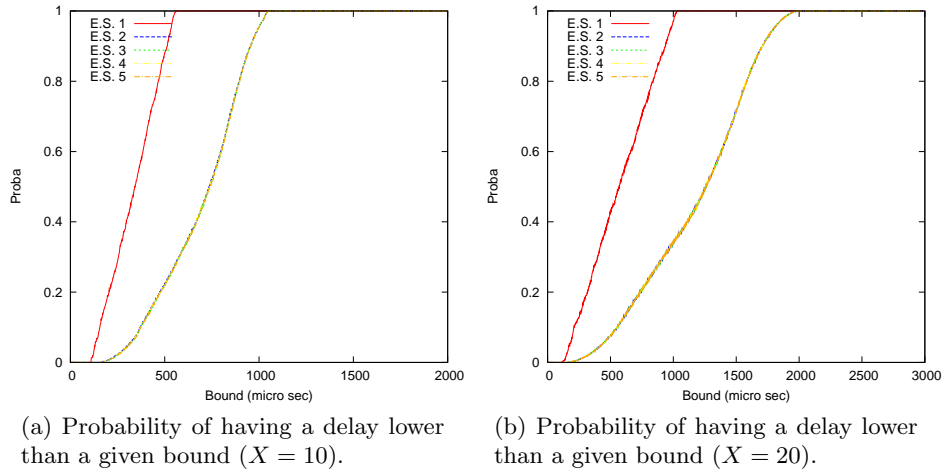 1
0.8
0.6
0.4
0.2
0
Proba
E.S. 1
E.S. 2
E.S. 3
E.S. 4
E.S. 5
0 500 1000 1500 2000
Bound (micro sec)
(a) Probability of having a delay lower
than a given bound (X = 10).
1
0.8
0.6
0.4
0.2
0
Proba
E.S. 1
E.S. 2
E.S. 3
E.S. 4
E.S. 5
0 500 1000 1500 2000 2500 3000
Bound (micro sec)
(b) Probability of having a delay lower
than a given bound (X = 20).